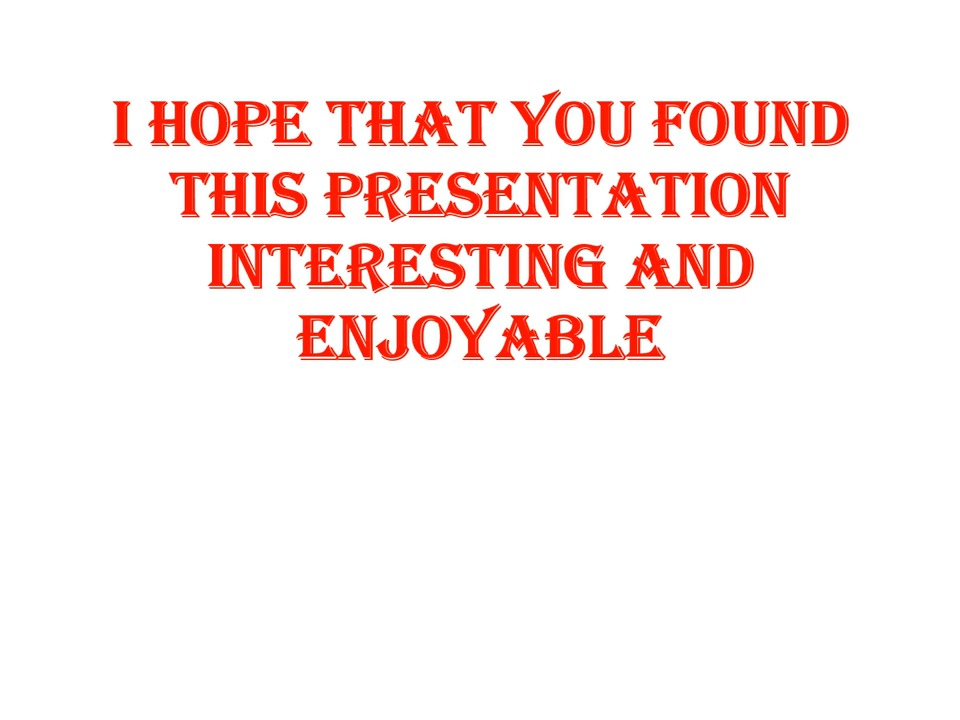 I HOPE THAT YOU FOUND
THIS PRESENTATION
INTERESTING AND
ENJOYABLE